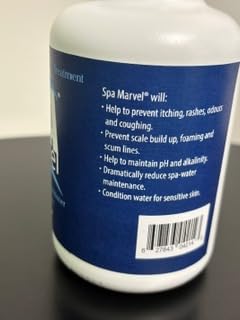 treatment
Spa Marvel® will:
• Help to prevent itching, rashes, odours
and coughing.
• Prevent scale build up, foaming and
scum lines.
• Help to maintain pH and alkalinity.
• Dramatically reduce spa-water
maintenance.
• Condition water for sensitive skin.